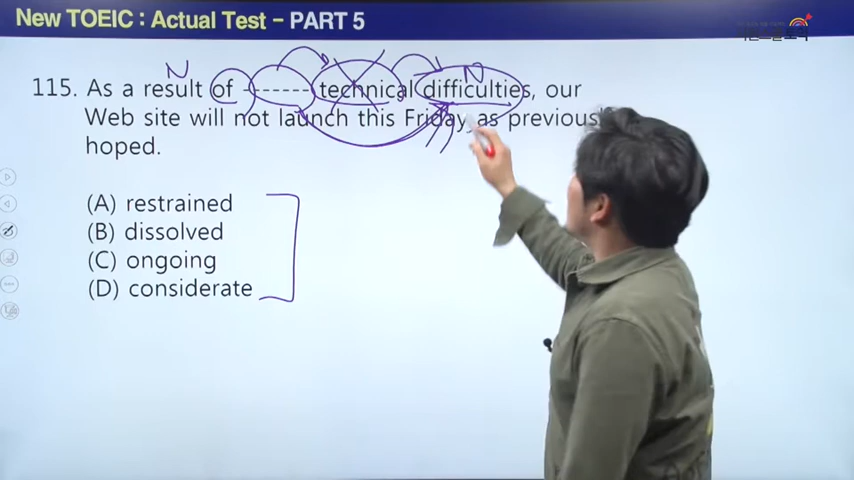 New TOEIC : Actual Test – PART 5
N
N
115. As a result of ------- technical difficulties, our
Web site will not launch this Friday, as previous
hoped.
(A) restrained
(B) dissolved
(C) ongoing
(D) considerate